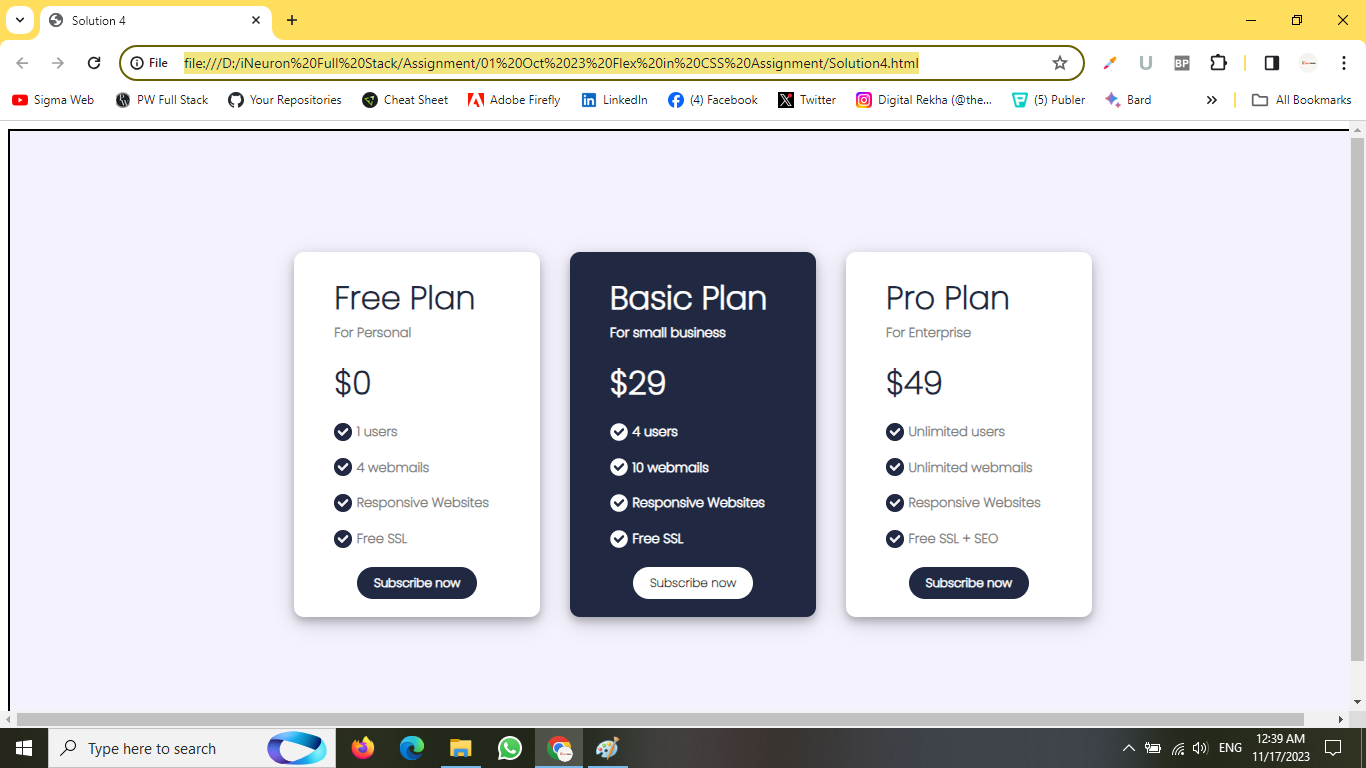 Solution 4
File file:///D:/iNeuron%20Full%20Stack/Assignment/01%20Oct%2023%20Flex%20in%20CSS%20Assignment/Solution4.html
U BP
Sigma Web PW Full Stack Your Repositories Cheat Sheet Adobe Firefly LinkedIn (4) Facebook Twitter Digital Rekha (@the... (5) Publer Bard » All Bookmarks
Free Plan
For Personal
$0
1 users
4 webmails
Responsive Websites
Free SSL
Subscribe now
Basic Plan
For small business
$29
4 users
10 webmails
Responsive Websites
Free SSL
Subscribe now
Pro Plan
For Enterprise
$49
Unlimited users
Unlimited webmails
Responsive Websites
Free SSL + SEO
Subscribe now
Type here to search
ENG
12:39 AM
11/17/2023